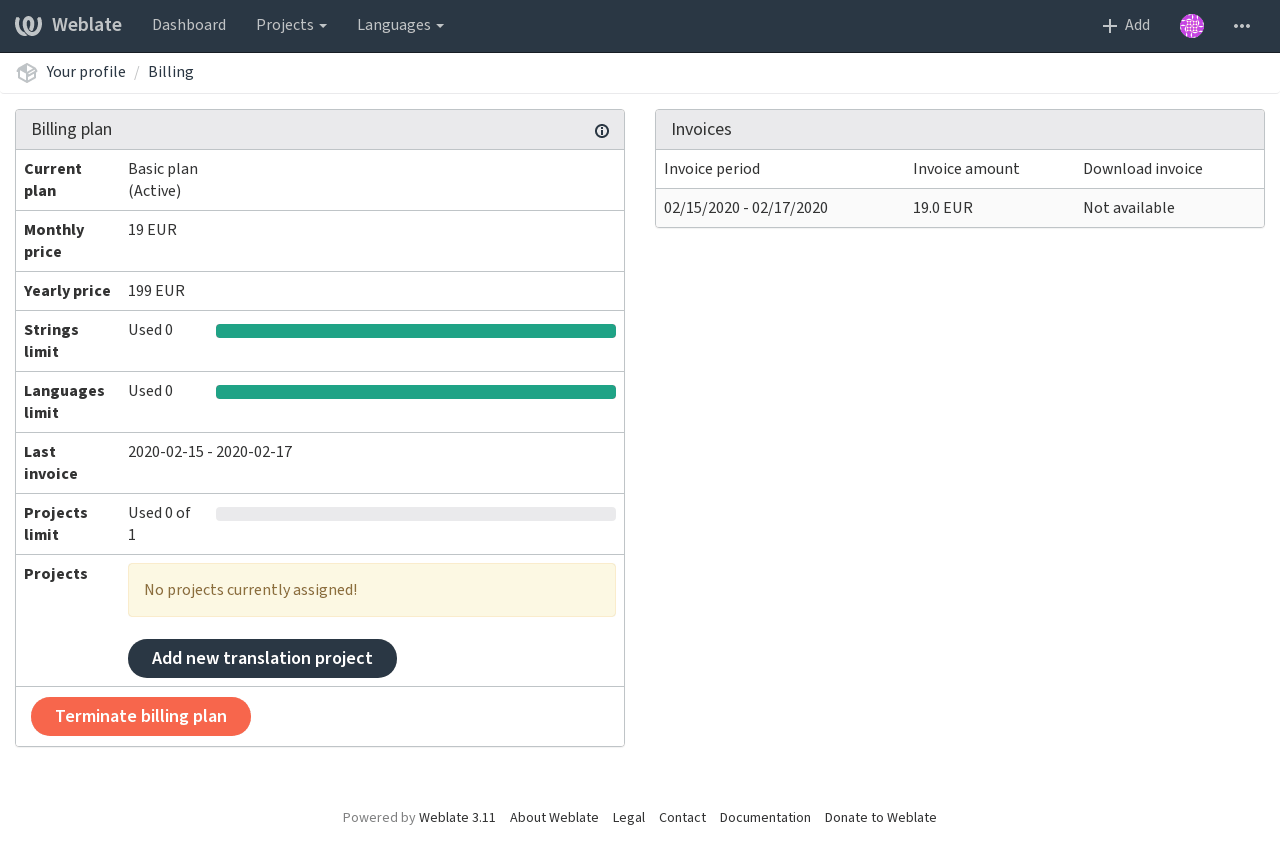 Weblate Dashboard Projects Languages Add
Your profile / Billing
Billing plan
Current plan
Basic plan (Active)
Monthly price
19 EUR
Yearly price
199 EUR
Strings limit
Used 0
Languages limit
Used 0
Last invoice
2020-02-15 - 2020-02-17
Projects limit
Used 0 of 1
Projects
No projects currently assigned!
Add new translation project
Terminate billing plan
Invoices
Invoice period Invoice amount Download invoice
02/15/2020 - 02/17/2020 19.0 EUR Not available
Powered by Weblate 3.11 About Weblate Legal Contact Documentation Donate to Weblate